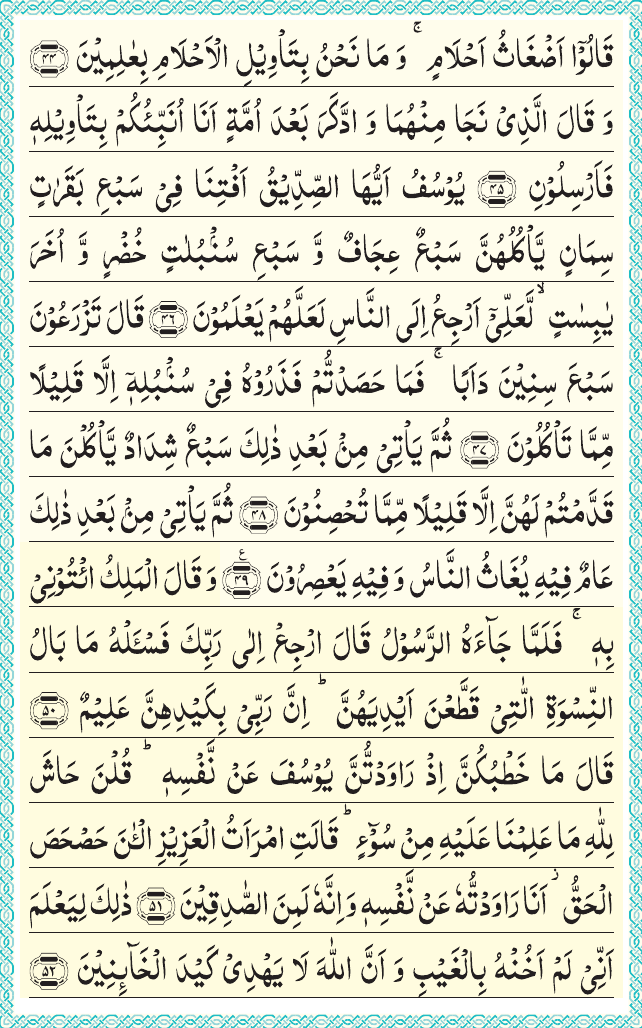 قَالُوْۤا اَضْغَاثُ اَحْلَامٍ ۚ وَ مَا نَحْنُ بِتَاْوِيْلِ الْاَحْلَامِ بِعٰلِمِيْنَ ۝۴۴
وَ قَالَ الَّذِيْ نَجَا مِنْهُمَا وَ ادَّكَرَ بَعْدَ اُمَّةٍ اَنَا اُنَبِّئُكُمْ بِتَاْوِيْلِهٖ
فَاَرْسِلُوْنِ ۝۴۵ يُوْسُفُ اَيُّهَا الصِّدِّيْقُ اَفْتِنَا فِيْ سَبْعِ بَقَرٰتٍ
سِمَانٍ يَّاْكُلُهُنَّ سَبْعٌ عِجَافٌ وَّ سَبْعِ سُنْۢبُلٰتٍ خُضْرٍ وَّ اُخَرَ
يٰبِسٰتٍ ۙ لَّعَلِّيْۤ اَرْجِعُ اِلَى النَّاسِ لَعَلَّهُمْ يَعْلَمُوْنَ ۝۴۶ قَالَ تَزْرَعُوْنَ
سَبْعَ سِنِيْنَ دَاَبًا ۚ فَمَا حَصَدْتُّمْ فَذَرُوْهُ فِيْ سُنْۢبُلِهٖۤ اِلَّا قَلِيْلًا
مِّمَّا تَاْكُلُوْنَ ۝۴۷ ثُمَّ يَاْتِيْ مِنْۢ بَعْدِ ذٰلِكَ سَبْعٌ شِدَادٌ يَّاْكُلْنَ مَا
قَدَّمْتُمْ لَهُنَّ اِلَّا قَلِيْلًا مِّمَّا تُحْصِنُوْنَ ۝۴۸ ثُمَّ يَاْتِيْ مِنْۢ بَعْدِ ذٰلِكَ
عَامٌ فِيْهِ يُغَاثُ النَّاسُ وَ فِيْهِ يَعْصِرُوْنَ ۝۴۹ ع وَ قَالَ الْمَلِكُ ائْتُوْنِيْ
بِهٖ ۚ فَلَمَّا جَآءَهُ الرَّسُوْلُ قَالَ ارْجِعْ اِلٰى رَبِّكَ فَسْـَٔلْهُ مَا بَالُ
النِّسْوَةِ الّٰتِيْ قَطَّعْنَ اَيْدِيَهُنَّ ؕ اِنَّ رَبِّيْ بِكَيْدِهِنَّ عَلِيْمٌ ۝۵۰
قَالَ مَا خَطْبُكُنَّ اِذْ رَاوَدْتُّنَّ يُوْسُفَ عَنْ نَّفْسِهٖ ؕ قُلْنَ حَاشَ
لِلّٰهِ مَا عَلِمْنَا عَلَيْهِ مِنْ سُوْٓءٍ ؕ قَالَتِ امْرَاَتُ الْعَزِيْزِ الْـٰٔنَ حَصْحَصَ
الْحَقُّ ؗ اَنَا رَاوَدْتُّهٗ عَنْ نَّفْسِهٖ وَ اِنَّهٗ لَمِنَ الصّٰدِقِيْنَ ۝۵۱ ذٰلِكَ لِيَعْلَمَ
اَنِّيْ لَمْ اَخُنْهُ بِالْغَيْبِ وَ اَنَّ اللّٰهَ لَا يَهْدِيْ كَيْدَ الْخَآىِٕنِيْنَ ۝۵۲